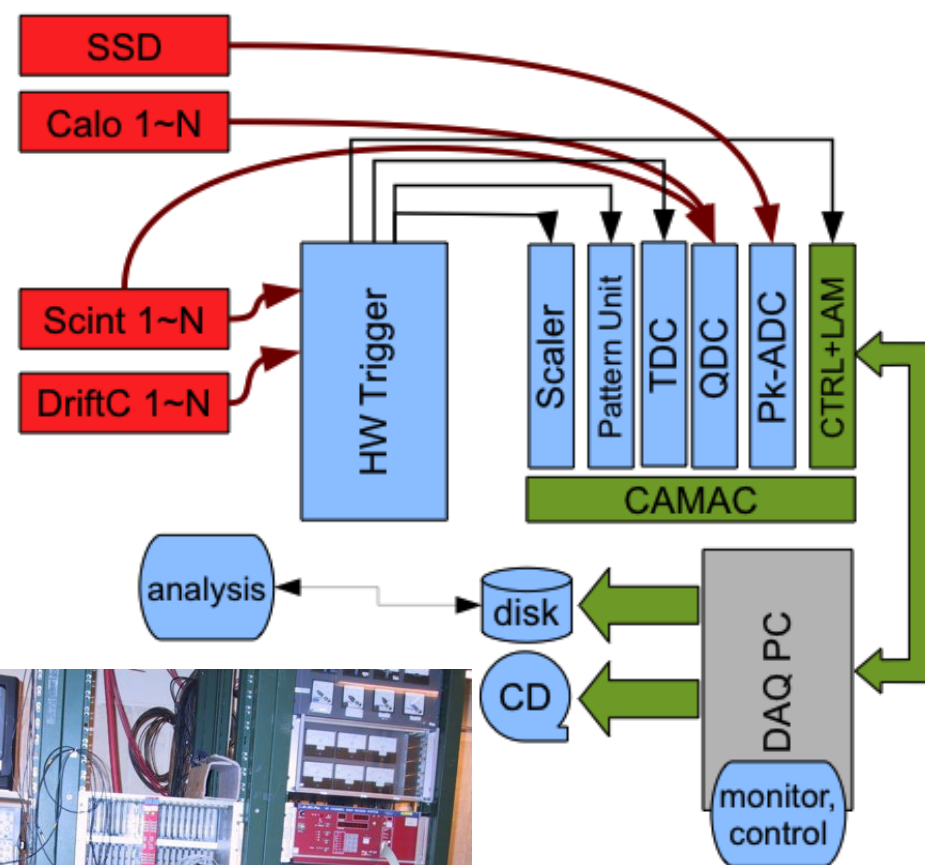 SSD
Calo 1~N
Scint 1~N
DriftC 1~N
HW Trigger
Scaler
Pattern Unit
TDC
QDC
Pk-ADC
CTRL+LAM
CAMAC
analysis
disk
CD
DAQ PC
monitor,
control